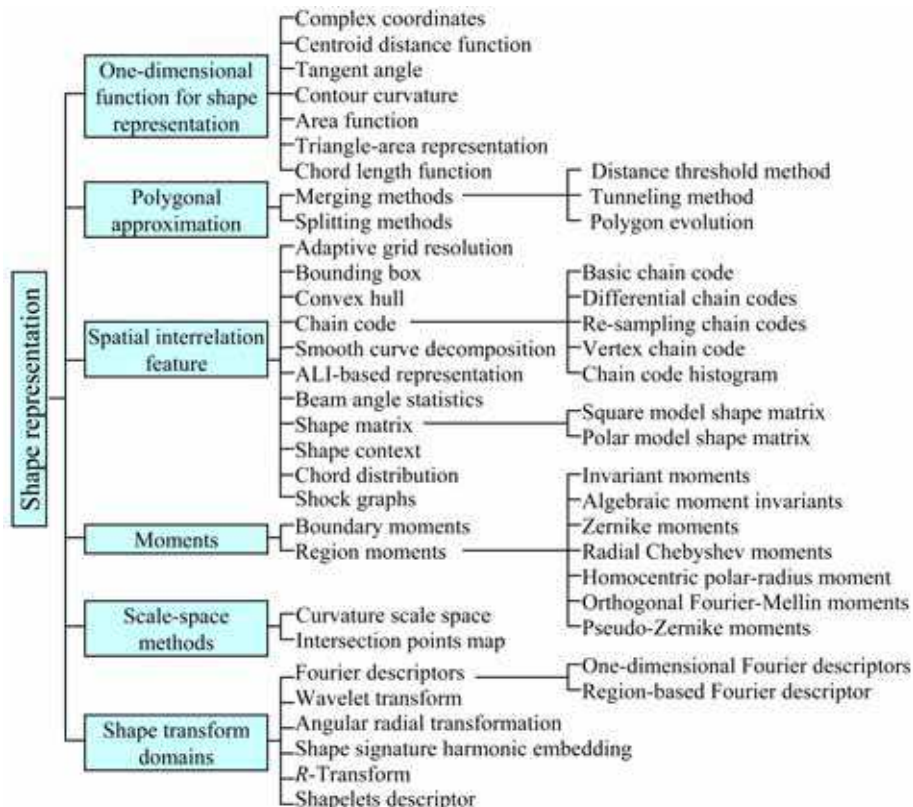 Shape representation
One-dimensional
function for shape
representation
Complex coordinates
Centroid distance function
Tangent angle
Contour curvature
Area function
Triangle-area representation
Chord length function
Polygonal
approximation
Merging methods
Splitting methods
Distance threshold method
Tunneling method
Polygon evolution
Spatial interrelation
feature
Adaptive grid resolution
Bounding box
Convex hull
Chain code
Smooth curve decomposition
ALI-based representation
Beam angle statistics
Shape matrix
Shape context
Chord distribution
Shock graphs
Basic chain code
Differential chain codes
Re-sampling chain codes
Vertex chain code
Chain code histogram
Square model shape matrix
Polar model shape matrix
Moments
Boundary moments
Region moments
Invariant moments
Algebraic moment invariants
Zernike moments
Radial Chebyshev moments
Homocentric polar-radius moment
Orthogonal Fourier-Mellin moments
Pseudo-Zernike moments
Scale-space
methods
Curvature scale space
Intersection points map
Shape transform
domains
Fourier descriptors
Wavelet transform
Angular radial transformation
Shape signature harmonic embedding
R-Transform
Shapelets descriptor
One-dimensional Fourier descriptors
Region-based Fourier descriptor